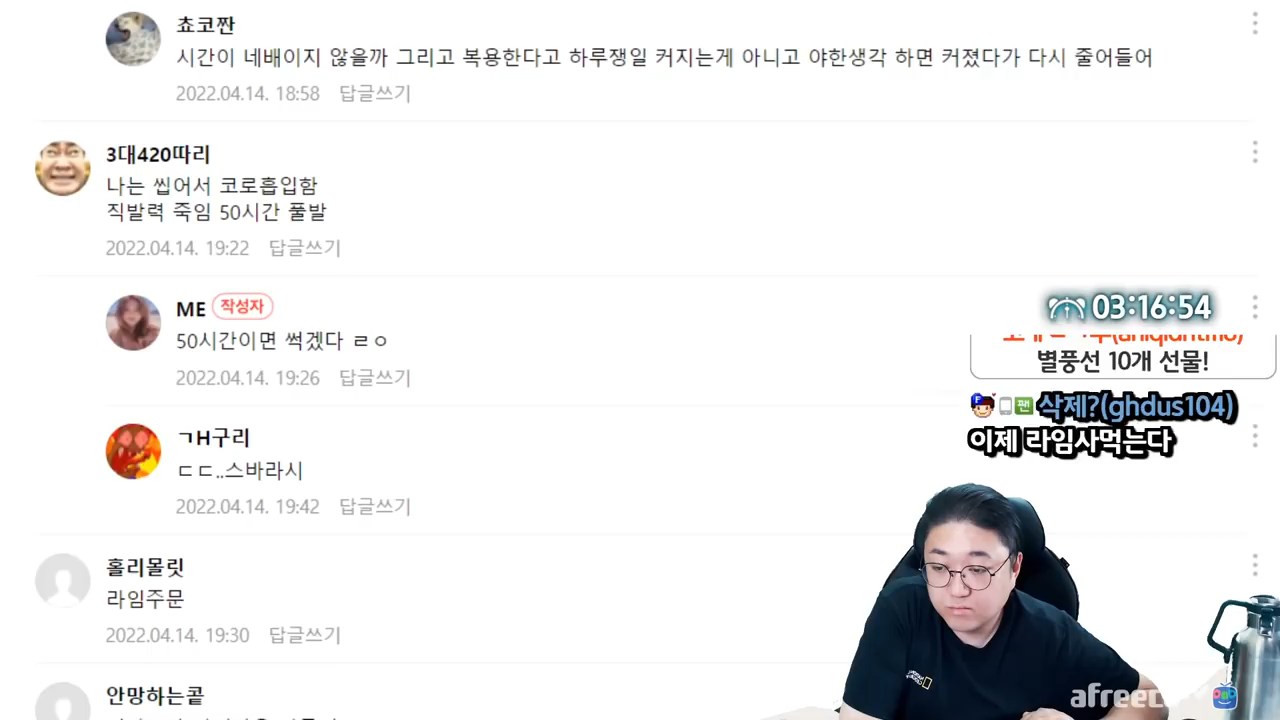 쵸코짠
시간이 네배이지 않을까 그리고 복용한다고 하루쟁일 커지는게 아니고 야한생각 하면 커졌다가 다시 줄어들어
2022.04.14. 18:58 답글쓰기
3대420따리
나는 씹어서 코로흡입함
직발력 죽임 50시간 풀발
2022.04.14. 19:22 답글쓰기
ME 작성자
50시간이면 썩겠다 ㄹㅇ
2022.04.14. 19:26 답글쓰기
03:16:54
별풍선 10개 선물!
F 팬 삭제?(ghdus104)
이제 라임사먹는다
ㄱH구리
ㄷㄷ..스바라시
2022.04.14. 19:42 답글쓰기
홀리몰릿
라임주문
2022.04.14. 19:30 답글쓰기
안망하는콭
afreeca